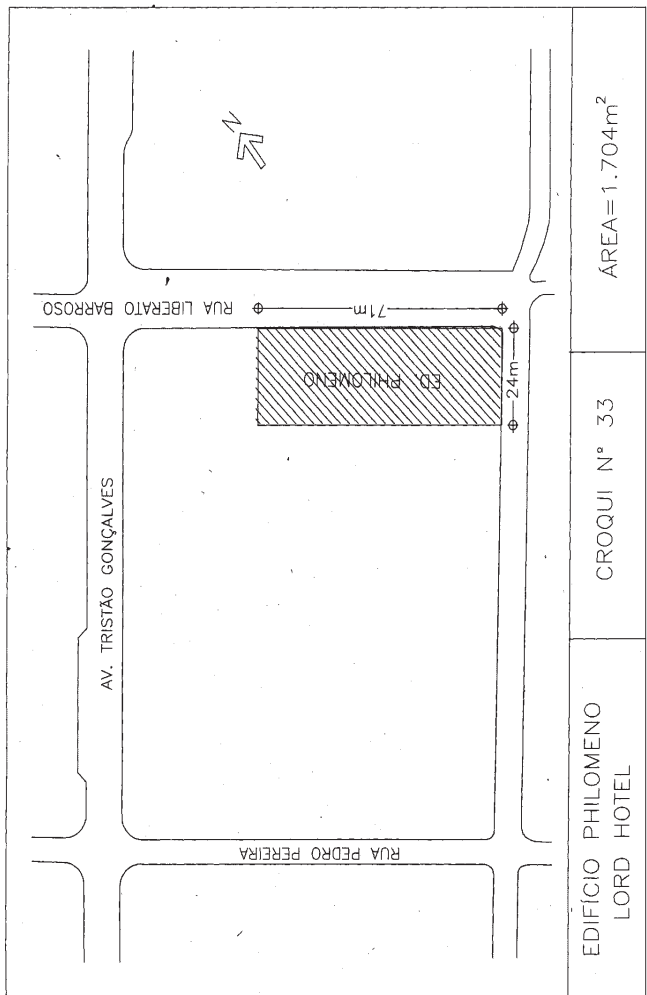 N
RUA LIBERATO BARROSO
71m
ED. PHILOMENO
24m
AV. TRISTÃO GONÇALVES
RUA PEDRO PEREIRA
EDIFÍCIO PHILOMENO
LORD HOTEL
CROQUI N° 33
ÁREA=1.704m²